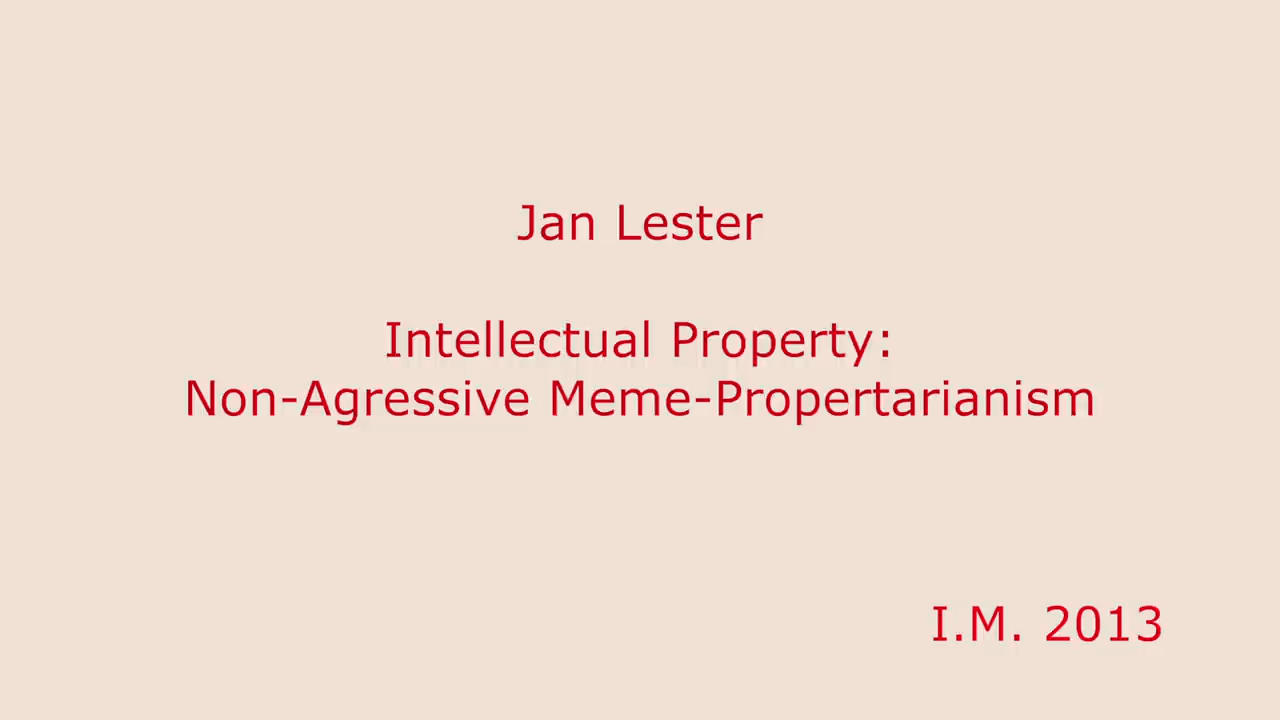 Jan Lester
Intellectual Property:
Non-Agressive Meme-Propertarianism
I.M. 2013